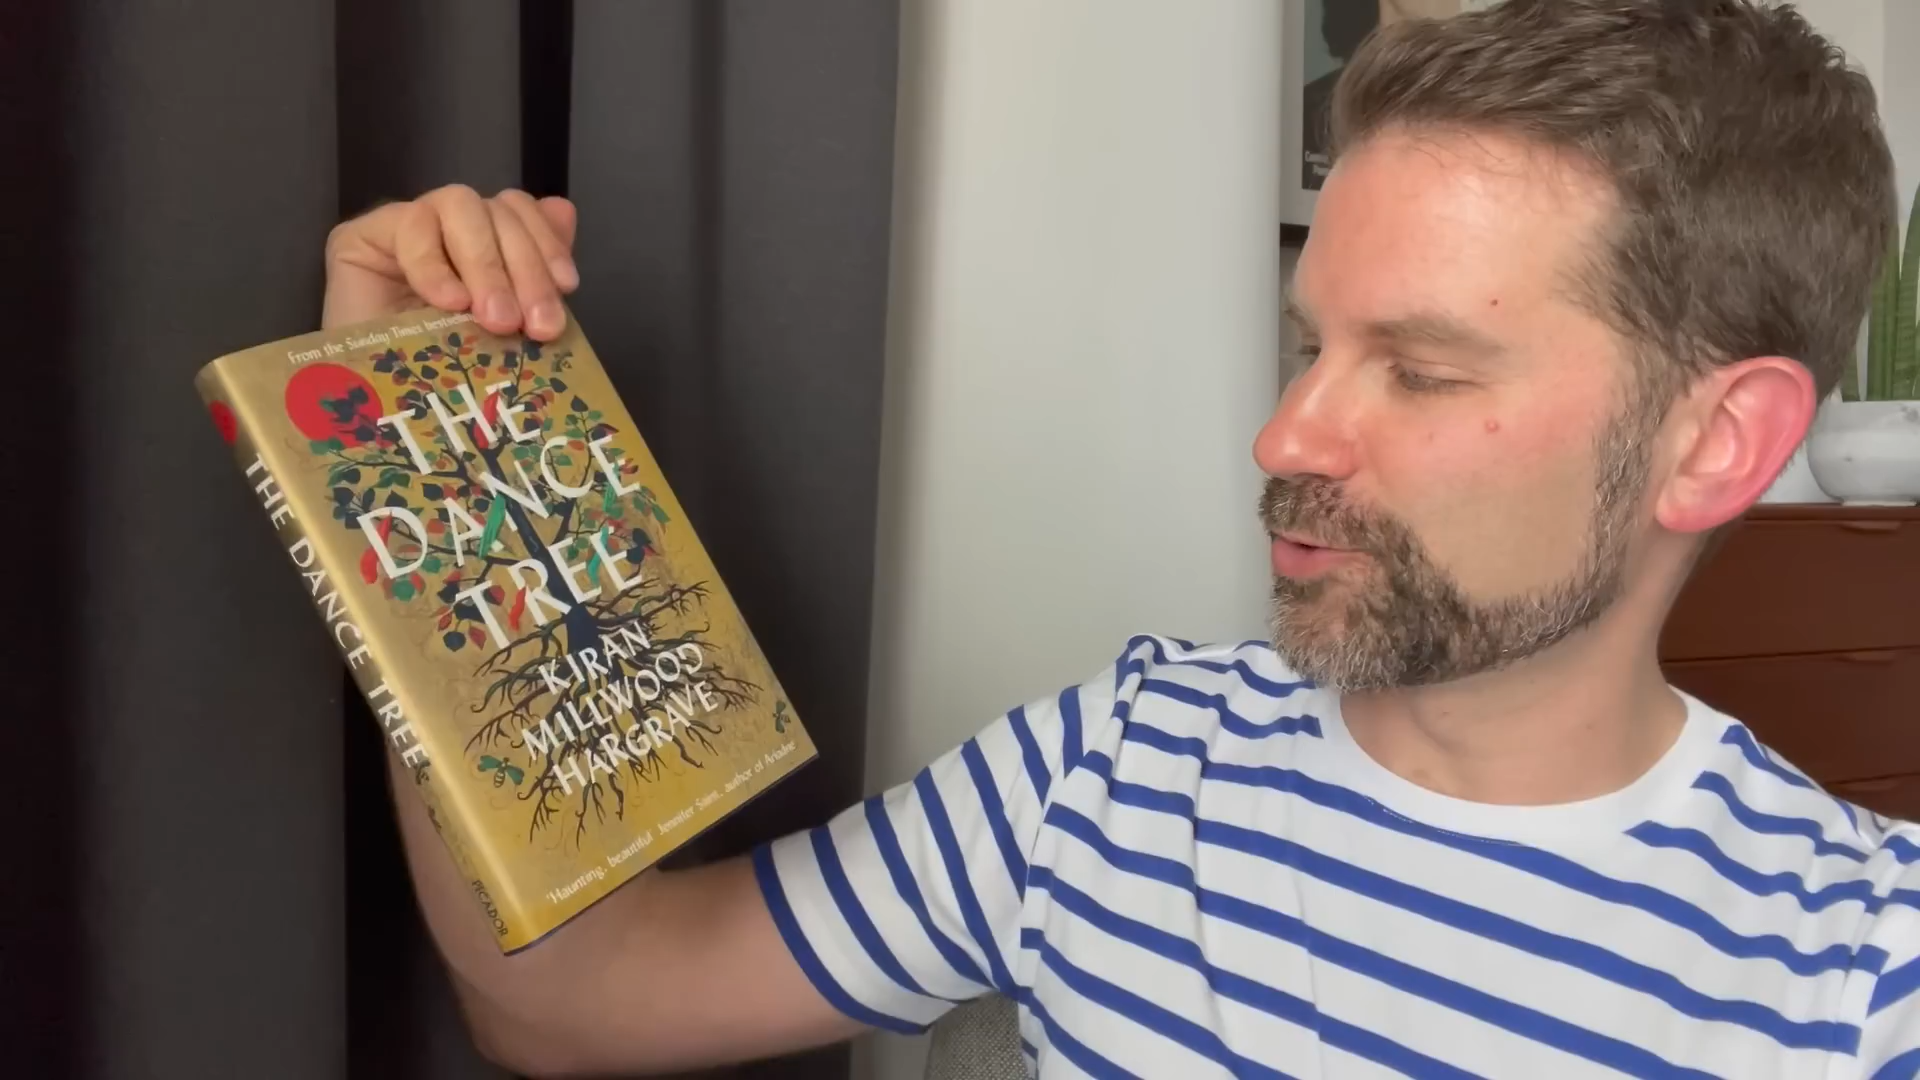 From the Sunday Times bestselling
THE
DANCE
TREE
KIRAN
MILLWOOD
HARGRAVE
'Haunting, beautiful' Jennifer Saint, author of Ariadne
THE DANCE TREE
PICADOR